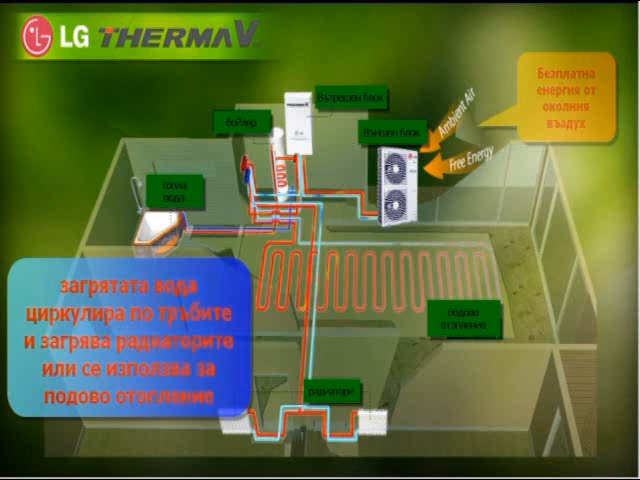 LG THERMA V
Безплатна
енергия от
околния
въздух
Вътрешен блок
THERMA V
Ambient Air
бойлер
Външен блок
Free Energy
топла
вода
загрятата вода
циркулира по тръбите
и загрява радиаторите
или се използва за
подово отопление
подово
отопление
радиатори